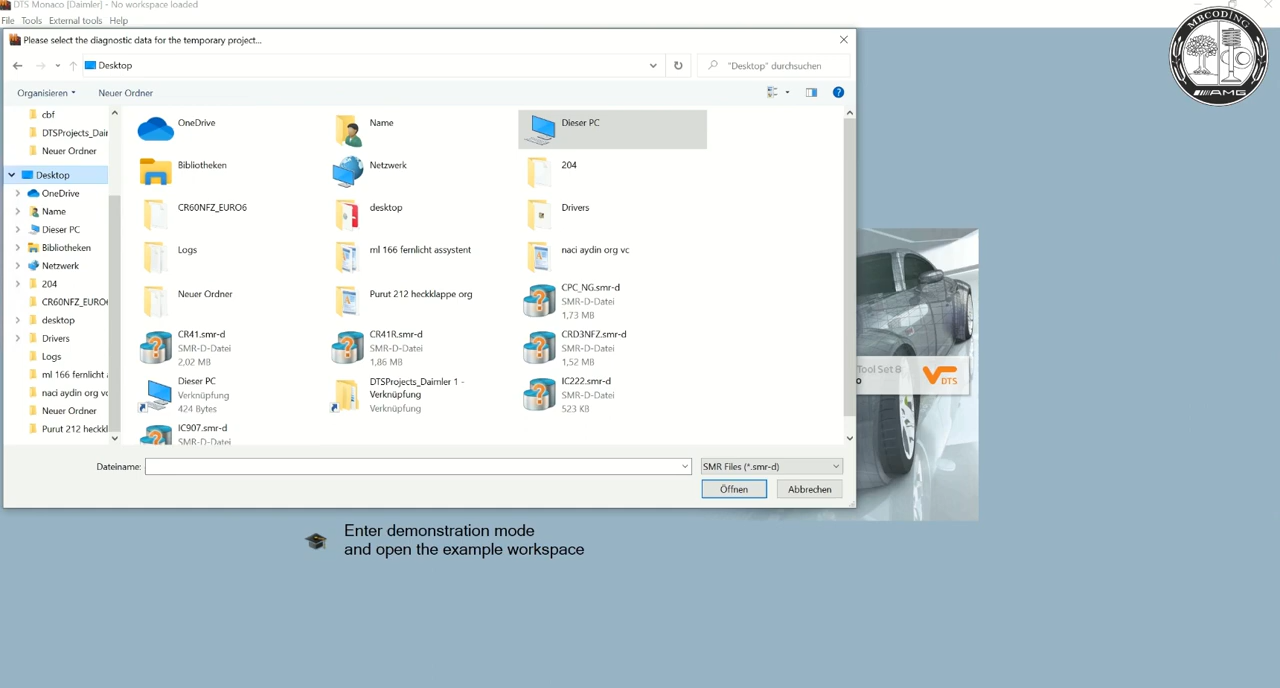 DTS Monaco [Daimler] - No workspace loaded
File Tools External tools Help
Please select the diagnostic data for the temporary project...
Desktop
"Desktop" durchsuchen
Organisieren
Neuer Ordner
cbf
DTSProjects_Dair
Neuer Ordner
Desktop
OneDrive
Name
Dieser PC
Bibliotheken
Netzwerk
204
CR60NFZ_EURO
desktop
Drivers
Logs
ml 166 fernlicht
naci aydin org vc
Neuer Ordner
Purut 212 heckkl
OneDrive
Name
Dieser PC
Bibliotheken
Netzwerk
204
CR60NFZ_EURO6
desktop
Drivers
Logs
ml 166 fernlicht assystent
naci aydin org vc
Neuer Ordner
Purut 212 heckklappe org
CPC_NG.smr-d
SMR-D-Datei
1,73 MB
CR41.smr-d
SMR-D-Datei
2,02 MB
CR41R.smr-d
SMR-D-Datei
1,86 MB
CRD3NFZ.smr-d
SMR-D-Datei
1,52 MB
Dieser PC
Verknüpfung
424 Bytes
DTSProjects_Daimler 1 -
Verknüpfung
Verknüpfung
IC222.smr-d
SMR-D-Datei
523 KB
IC907.smr-d
SMR-D-Datei
Dateiname:
SMR Files (*.smr-d)
Öffnen
Abbrechen
Tool Set 8
o
DTS
Enter demonstration mode
and open the example workspace
MBCODING
AMG